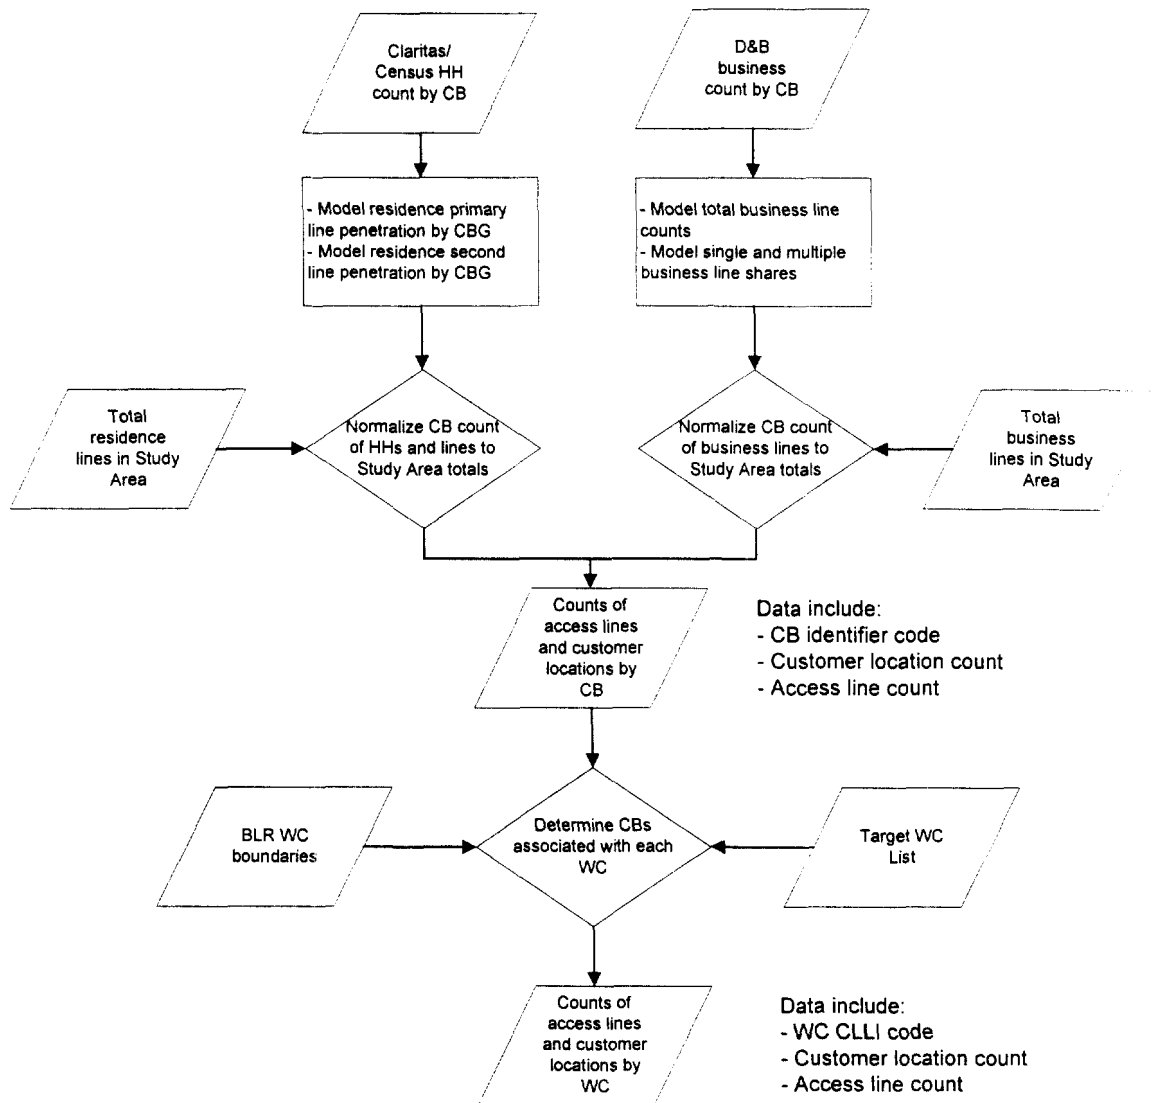 Claritas/
Census HH
count by CB
D&B
business
count by CB
- Model residence primary
line penetration by CBG
- Model residence second
line penetration by CBG
- Model total business line
counts
- Model single and multiple
business line shares
Total
residence
lines in Study
Area
Normalize CB count
of HHs and lines to
Study Area totals
Normalize CB count
of business lines to
Study Area totals
Total
business
lines in Study
Area
Counts of
access lines
and customer
locations by
CB
Data include:
- CB identifier code
- Customer location count
- Access line count
BLR WC
boundaries
Determine CBs
associated with each
WC
Target WC
List
Counts of
access lines
and customer
locations by
WC
Data include:
- WC CLLI code
- Customer location count
- Access line count